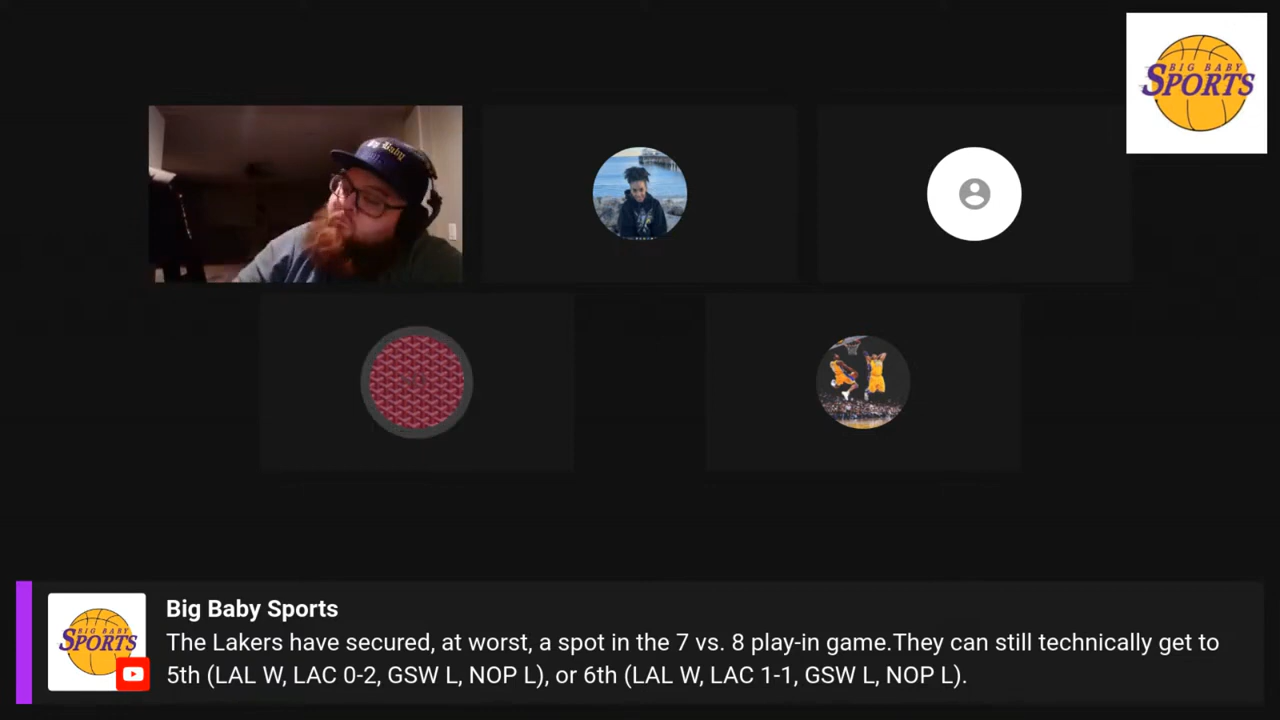 BIG BABY
SPORTS
Baby
BIG BABY
SPORTS
Big Baby Sports
The Lakers have secured, at worst, a spot in the 7 vs. 8 play-in game.They can still technically get to
5th (LAL W, LAC 0-2, GSW L, NOP L), or 6th (LAL W, LAC 1-1, GSW L, NOP L).